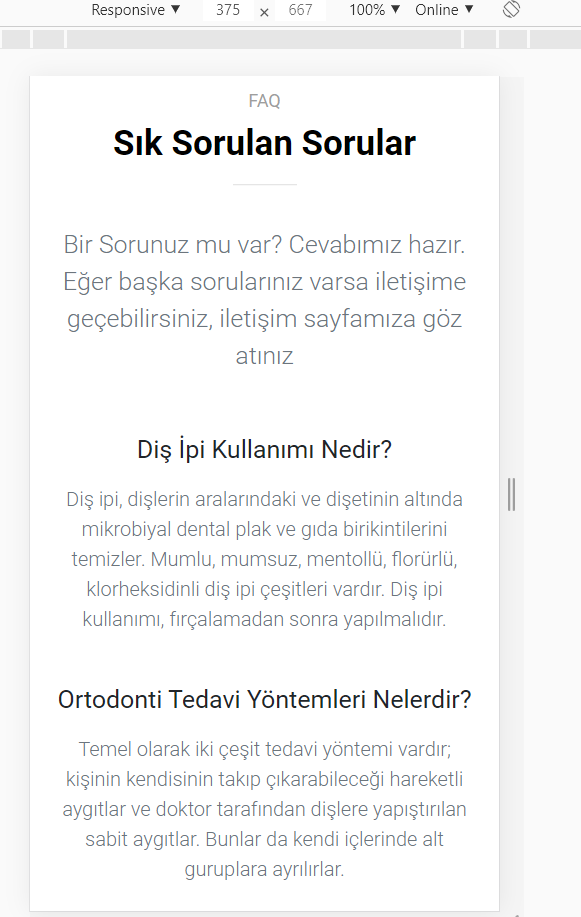 Responsive ▼ 375 × 667 100% ▼ Online ▼
FAQ
Sık Sorulan Sorular
Bir Sorunuz mu var? Cevabımız hazır.
Eğer başka sorularınız varsa iletişime
geçebilirsiniz, iletişim sayfamıza göz
atınız
Diş İpi Kullanımı Nedir?
Diş ipi, dişlerin aralarındaki ve dişetinin altında
mikrobiyal dental plak ve gıda birikintilerini
temizler. Mumlu, mumsuz, mentollü, florürlü,
klorheksidinli diş ipi çeşitleri vardır. Diş ipi
kullanımı, fırçalamadan sonra yapılmalıdır.
Ortodonti Tedavi Yöntemleri Nelerdir?
Temel olarak iki çeşit tedavi yöntemi vardır;
kişinin kendisinin takıp çıkarabileceği hareketli
aygıtlar ve doktor tarafından dişlere yapıştırılan
sabit aygıtlar. Bunlar da kendi içlerinde alt
guruplara ayrılırlar.